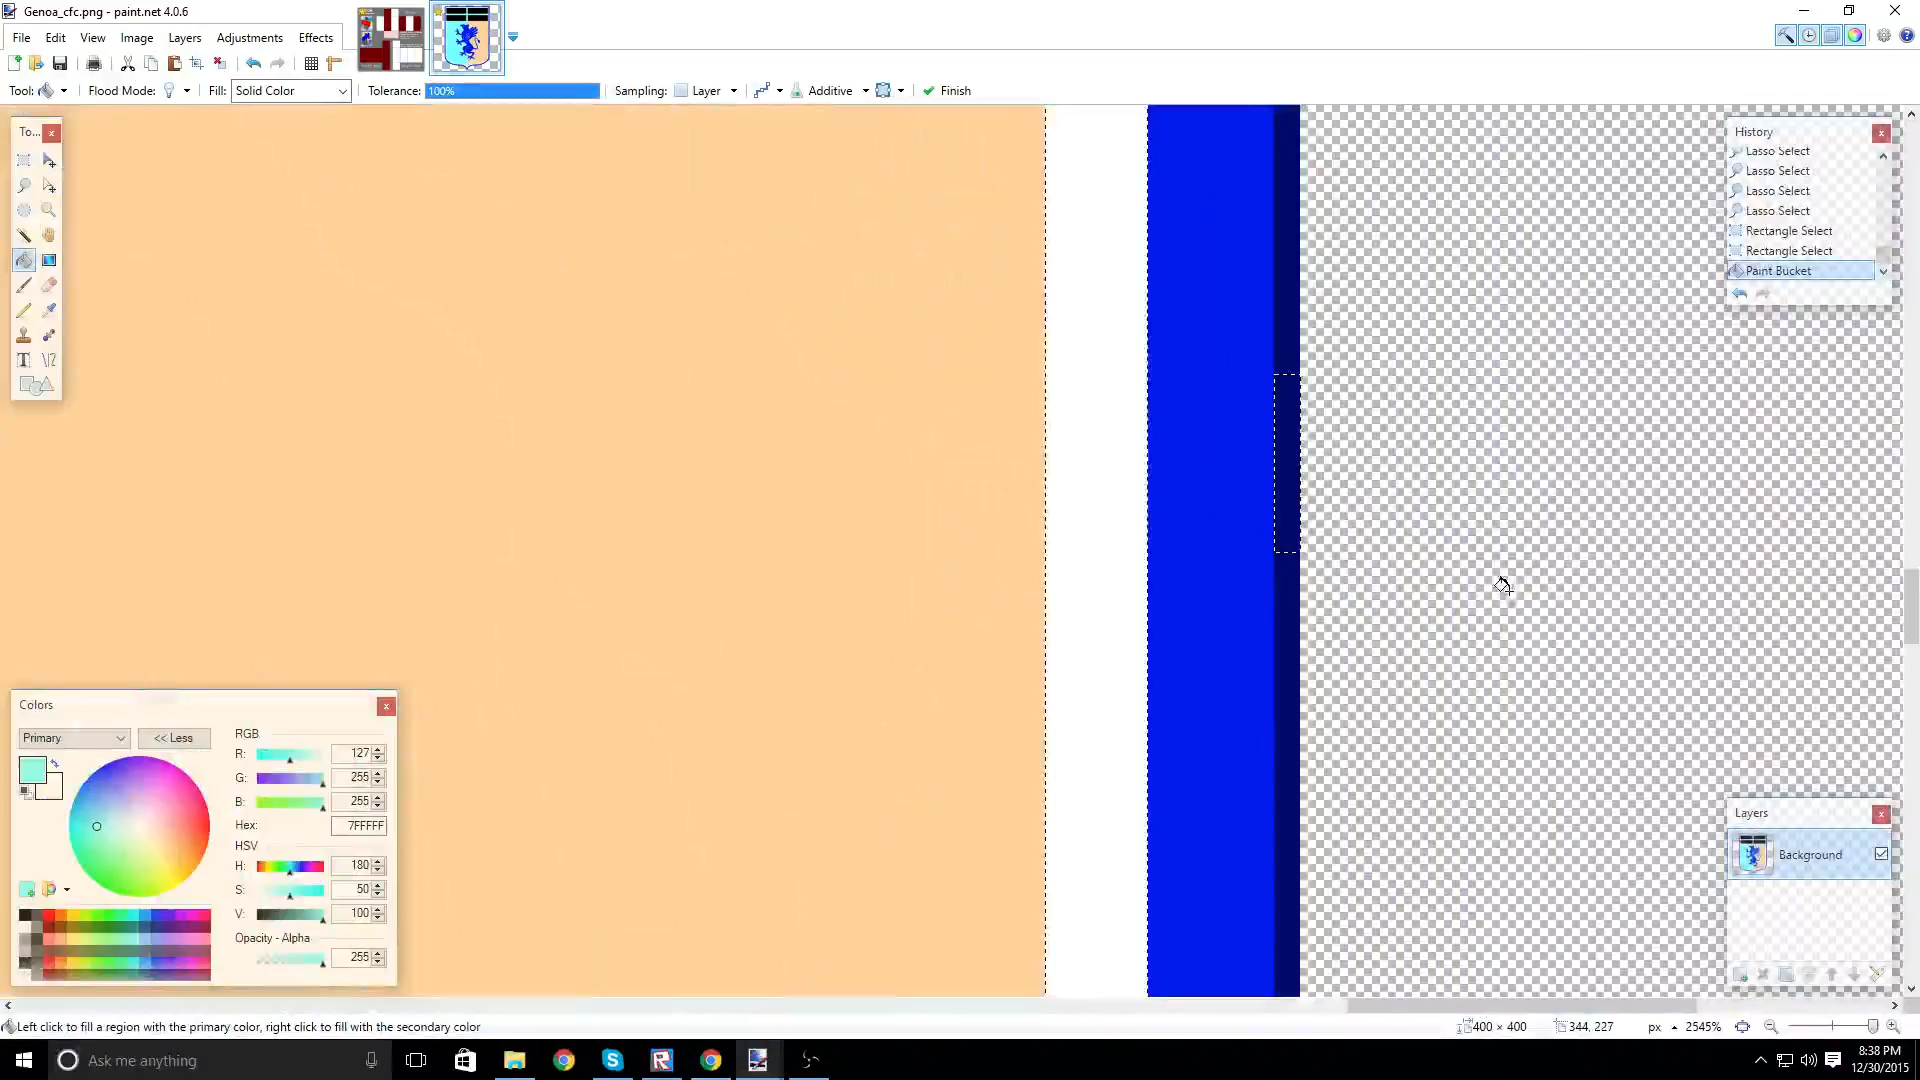 Genoa_cfc.png - paint.net 4.0.6
File Edit View Image Layers Adjustments Effects
Tool: Flood Mode: Fill: Solid Color Tolerance: 100% Sampling: Layer Additive Finish
To...
History
Lasso Select
Lasso Select
Lasso Select
Lasso Select
Rectangle Select
Rectangle Select
Paint Bucket
Colors
Primary
<< Less
RGB
R: 127
G: 255
B: 255
Hex: 7FFFFF
HSV
H: 180
S: 50
V: 100
Opacity - Alpha
255
Layers
Background
Left click to fill a region with the primary color, right click to fill with the secondary color
400 × 400
344, 227
px
2545%
Ask me anything
8:38 PM
12/30/2015